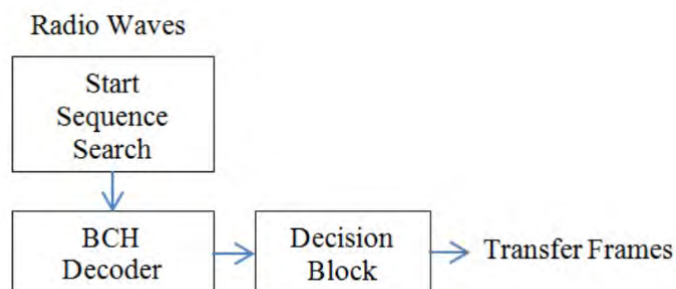 Radio Waves
Start
Sequence
Search
BCH
Decoder
Decision
Block
Transfer Frames